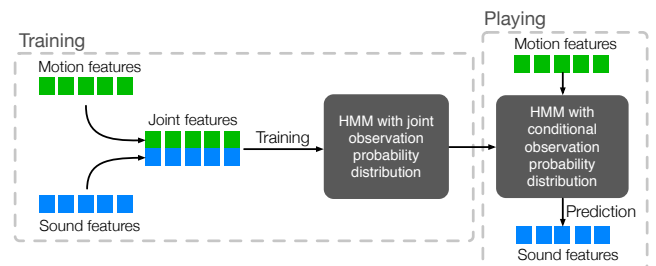 Training
Motion features
Joint features
Training
Sound features
HMM with joint
observation
probability
distribution
Playing
Motion features
HMM with
conditional
observation
probability
distribution
Prediction
Sound features